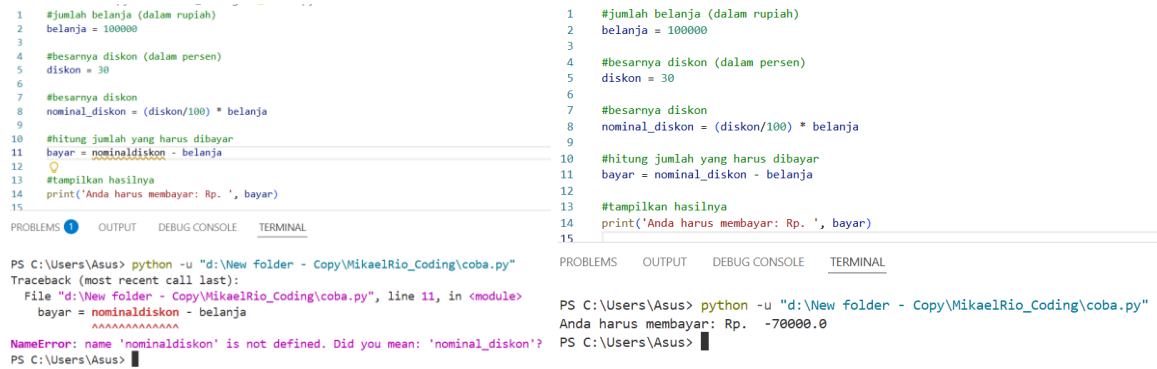 1 #jumlah belanja (dalam rupiah)
2 belanja = 100000
3
4 #besarnya diskon (dalam persen)
5 diskon = 30
6
7 #besarnya diskon
8 nominal_diskon = (diskon/100) * belanja
9
10 #hitung jumlah yang harus dibayar
11 bayar = nominaldiskon - belanja
12
13 #tampilkan hasilnya
14 print('Anda harus membayar: Rp. ', bayar)
15
PROBLEMS 1 OUTPUT DEBUG CONSOLE TERMINAL
PS C:\Users\Asus> python -u "d:\New folder - Copy\MikaelRio_Coding\coba.py"
Traceback (most recent call last):
File "d:\New folder - Copy\MikaelRio_Coding\coba.py", line 11, in <module>
bayar = nominaldiskon - belanja
^^^^^^^^^^^^^
NameError: name 'nominaldiskon' is not defined. Did you mean: 'nominal_diskon'?
PS C:\Users\Asus>
1 #jumlah belanja (dalam rupiah)
2 belanja = 100000
3
4 #besarnya diskon (dalam persen)
5 diskon = 30
6
7 #besarnya diskon
8 nominal_diskon = (diskon/100) * belanja
9
10 #hitung jumlah yang harus dibayar
11 bayar = nominal_diskon - belanja
12
13 #tampilkan hasilnya
14 print('Anda harus membayar: Rp. ', bayar)
15
PROBLEMS OUTPUT DEBUG CONSOLE TERMINAL
PS C:\Users\Asus> python -u "d:\New folder - Copy\MikaelRio_Coding\coba.py"
Anda harus membayar: Rp.  -70000.0
PS C:\Users\Asus>